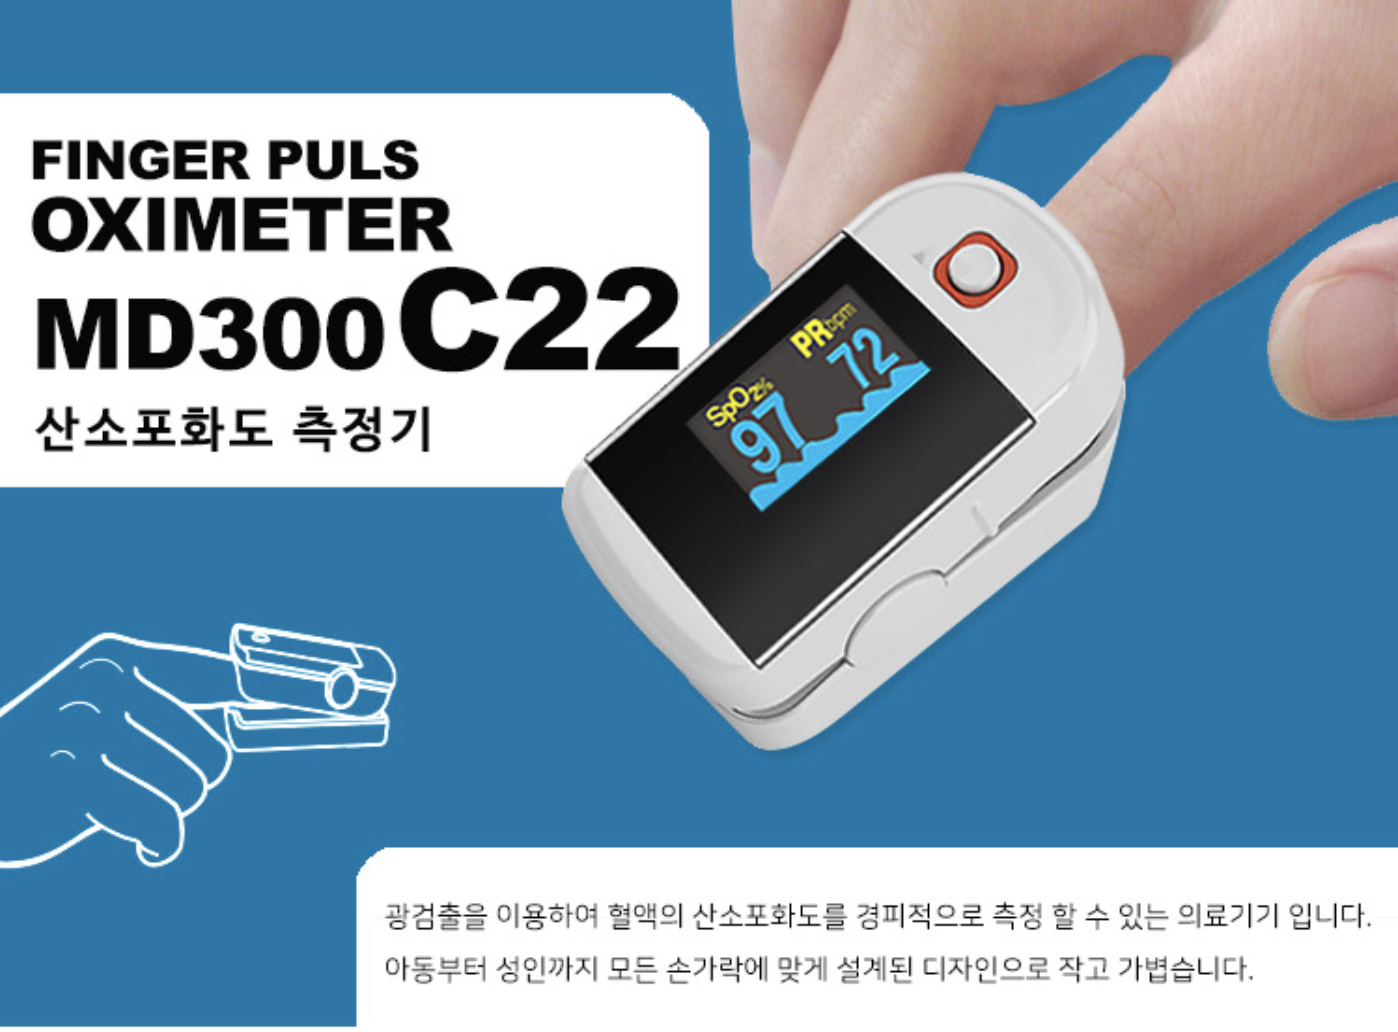 FINGER PULS
OXIMETER
MD300 C22
산소포화도 측정기
PRbpm
72
SpO2%
97
광검출을 이용하여 혈액의 산소포화도를 경피적으로 측정 할 수 있는 의료기기 입니다.
아동부터 성인까지 모든 손가락에 맞게 설계된 디자인으로 작고 가볍습니다.